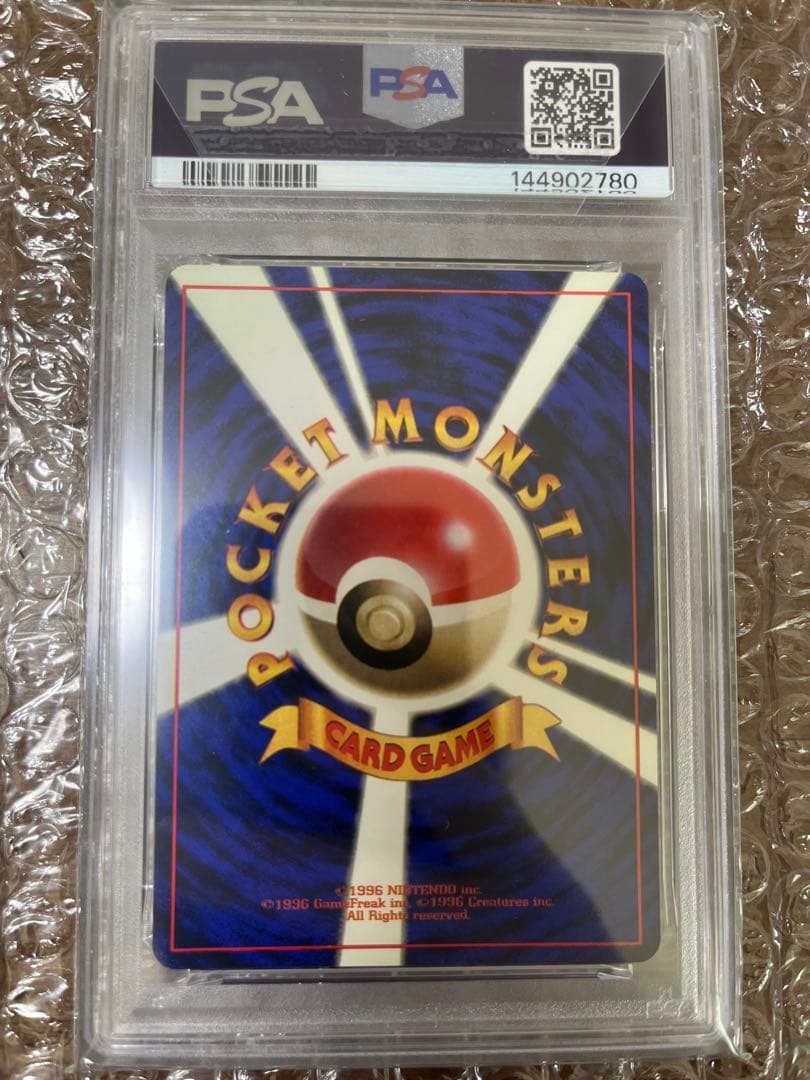 PSA
PSA
144902780
POCKET MONSTERS
CARD GAME
©1996 NINTENDO inc.
©1996 GameFreak inc. ©1996 Creatures inc.
All Rights reserved.